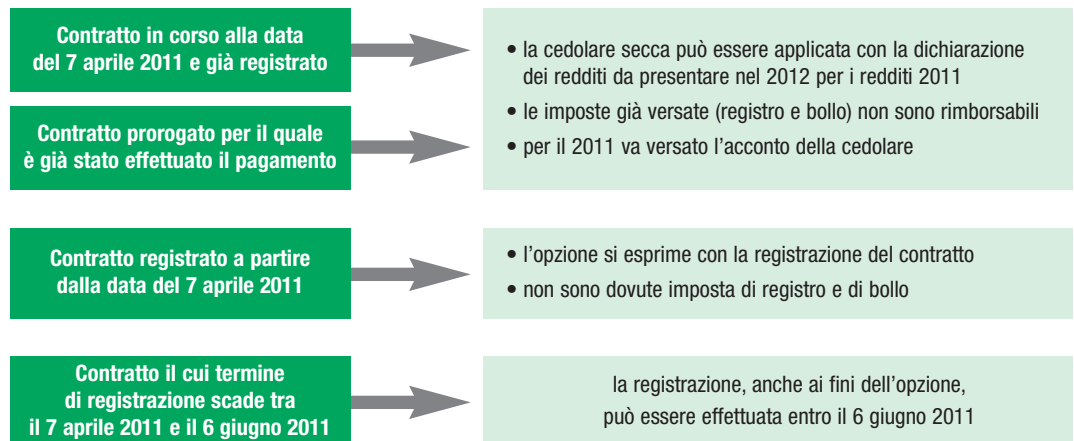 Contratto in corso alla data
del 7 aprile 2011 e già registrato
Contratto prorogato per il quale
è già stato effettuato il pagamento
• la cedolare secca può essere applicata con la dichiarazione
dei redditi da presentare nel 2012 per i redditi 2011
• le imposte già versate (registro e bollo) non sono rimborsabili
• per il 2011 va versato l'acconto della cedolare
Contratto registrato a partire
dalla data del 7 aprile 2011
• l'opzione si esprime con la registrazione del contratto
• non sono dovute imposta di registro e di bollo
Contratto il cui termine
di registrazione scade tra
il 7 aprile 2011 e il 6 giugno 2011
la registrazione, anche ai fini dell'opzione,
può essere effettuata entro il 6 giugno 2011